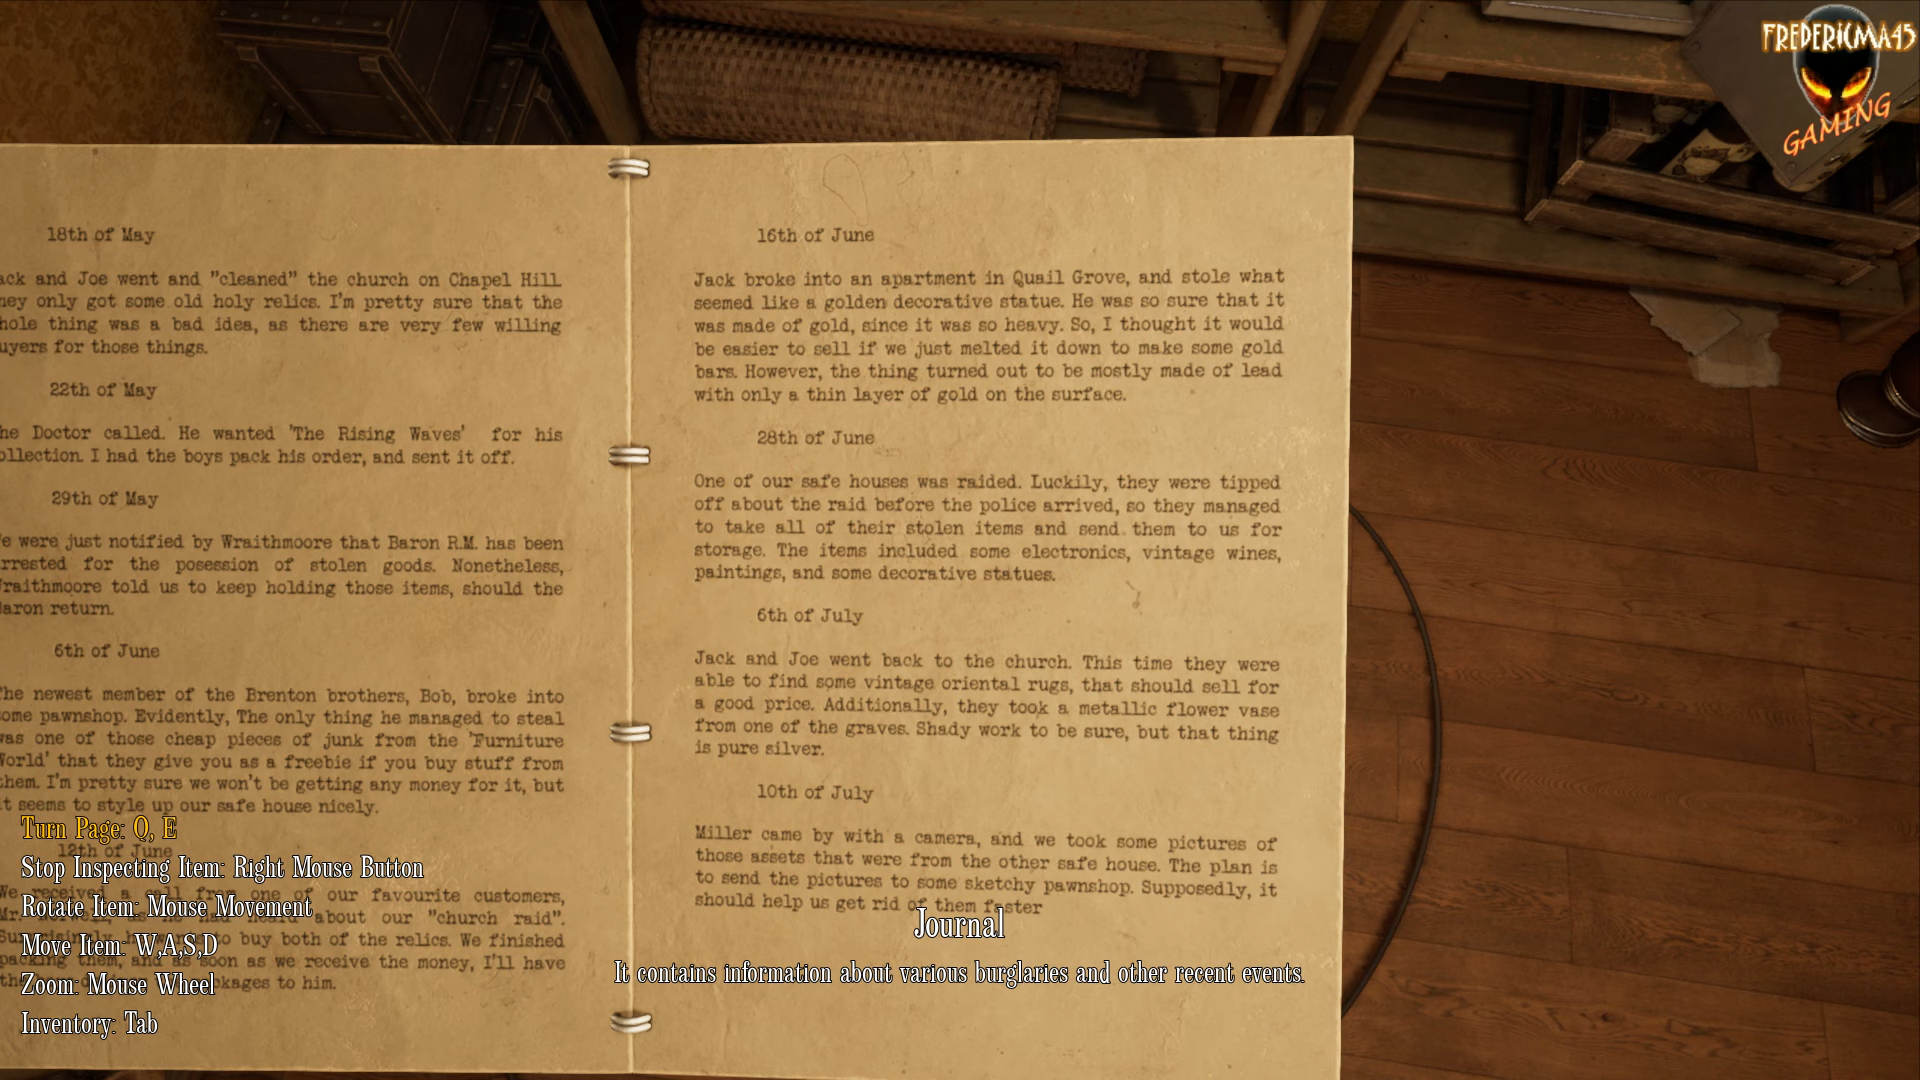 FREDERICMA45
GAMING
18th of May
ack and Joe went and "cleaned" the church on Chapel Hill
hey only got some old holy relics. I'm pretty sure that the
hole thing was a bad idea, as there are very few willing
uyers for those things.
22th of May
he Doctor called. He wanted 'The Rising Waves' for his
ollection. I had the boys pack his order, and sent it off.
29th of May
e were just notified by Wraithmoore that Baron R.M. has been
rrested for the posession of stolen goods. Nonetheless,
raithmoore told us to keep holding those items, should the
aron return.
6th of June
he newest member of the Brenton brothers, Bob, broke into
ome pawnshop. Evidently, The only thing he managed to steal
was one of those cheap pieces of junk from the 'Furniture
World' that they give you as a freebie if you buy stuff from
them. I'm pretty sure we won't be getting any money for it, but
it seems to style up our safe house nicely.
12th of June
We received a call from one of our favourite customers,
Mr. about our "church raid".
to buy both of the relics. We finished
packing them, and as soon as we receive the money, I'll have
packages to him.
16th of June
Jack broke into an apartment in Quail Grove, and stole what
seemed like a golden decorative statue. He was so sure that it
was made of gold, since it was so heavy. So, I thought it would
be easier to sell if we just melted it down to make some gold
bars. However, the thing turned out to be mostly made of lead
with only a thin layer of gold on the surface.
28th of June
One of our safe houses was raided. Luckily, they were tipped
off about the raid before the police arrived, so they managed
to take all of their stolen items and send them to us for
storage. The items included some electronics, vintage wines,
paintings, and some decorative statues.
6th of July
Jack and Joe went back to the church. This time they were
able to find some vintage oriental rugs, that should sell for
a good price. Additionally, they took a metallic flower vase
from one of the graves. Shady work to be sure, but that thing
is pure silver.
10th of July
Miller came by with a camera, and we took some pictures of
those assets that were from the other safe house. The plan is
to send the pictures to some sketchy pawnshop. Supposedly, it
should help us get rid of them faster
Turn Page: Q, E
Stop Inspecting Item: Right Mouse Button
Rotate Item: Mouse Movement
Move Item: W,A,S,D
Zoom: Mouse Wheel
Inventory: Tab
Journal
It contains information about various burglaries and other recent events.